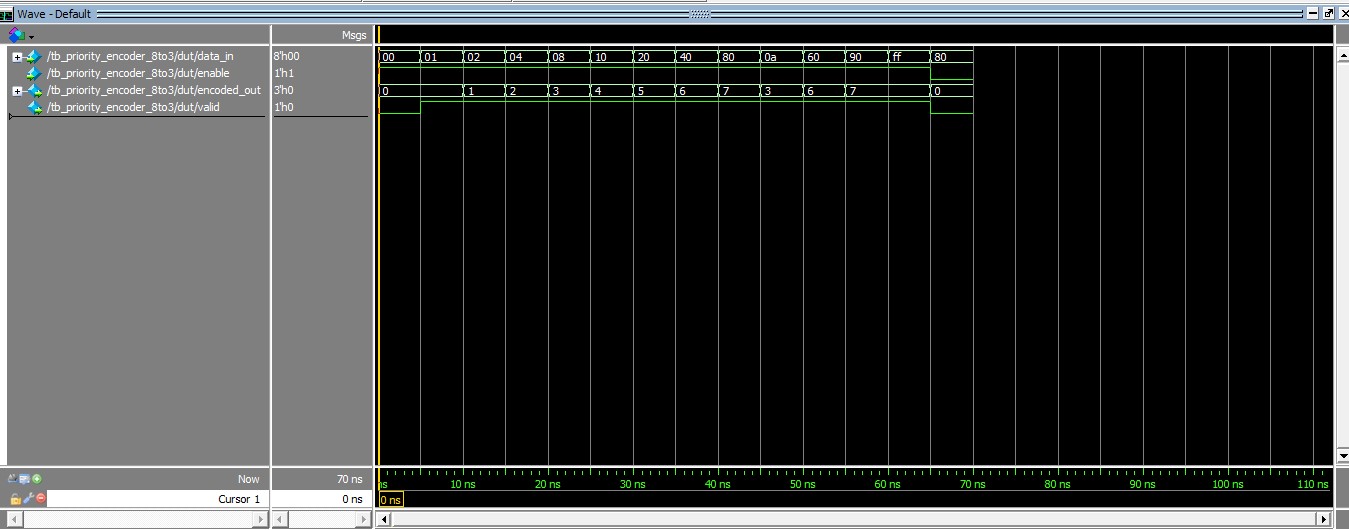 Wave - Default
Msgs
/tb_priority_encoder_8to3/dut/data_in 8'h00 00 01 02 04 08 10 20 40 80 0a 60 90 ff 80
/tb_priority_encoder_8to3/dut/enable 1'h1
/tb_priority_encoder_8to3/dut/encoded_out 3'h0 0 1 2 3 4 5 6 7 3 6 7 0
/tb_priority_encoder_8to3/dut/valid 1'h0
Now 70 ns ns 10 ns 20 ns 30 ns 40 ns 50 ns 60 ns 70 ns 80 ns 90 ns 100 ns 110 ns
Cursor 1 0 ns 0 ns